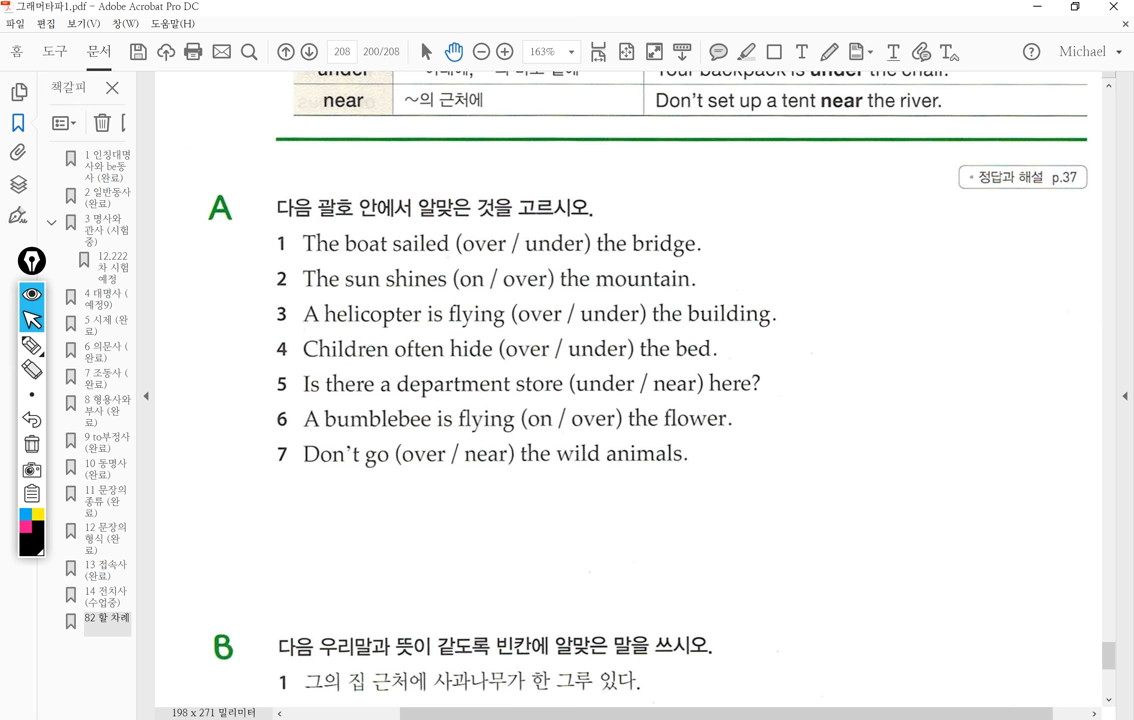 그래머타파1.pdf - Adobe Acrobat Pro DC
파일 편집 보기(V) 창(W) 도움말(H)
홈 도구 문서
208 200/208 163% Michael
책갈피
1 인칭대명
사와 be동
사 (완료)
2 일반동사
(완료)
3 명사와
관사 (시험
중)
12,222
차 시험
예정
4 대명사 (
예정9)
5 시제 (완
료)
6 의문사 (
완료)
7 조동사 (
완료)
8 형용사와
부사 (완
료)
9 to부정사
(완료)
10 동명사
(완료)
11 문장의
종류 (완
료)
12 문장의
형식 (완
료)
13 접속사
(완료)
14 전치사
(수업중)
82 할 차례
under Your backpack is under the chair.
near ~의 근처에 Don't set up a tent near the river.
• 정답과 해설 p.37
A 다음 괄호 안에서 알맞은 것을 고르시오.
1 The boat sailed (over / under) the bridge.
2 The sun shines (on / over) the mountain.
3 A helicopter is flying (over / under) the building.
4 Children often hide (over / under) the bed.
5 Is there a department store (under / near) here?
6 A bumblebee is flying (on / over) the flower.
7 Don't go (over / near) the wild animals.
B 다음 우리말과 뜻이 같도록 빈칸에 알맞은 말을 쓰시오.
1 그의 집 근처에 사과나무가 한 그루 있다.
198 x 271 밀리미터